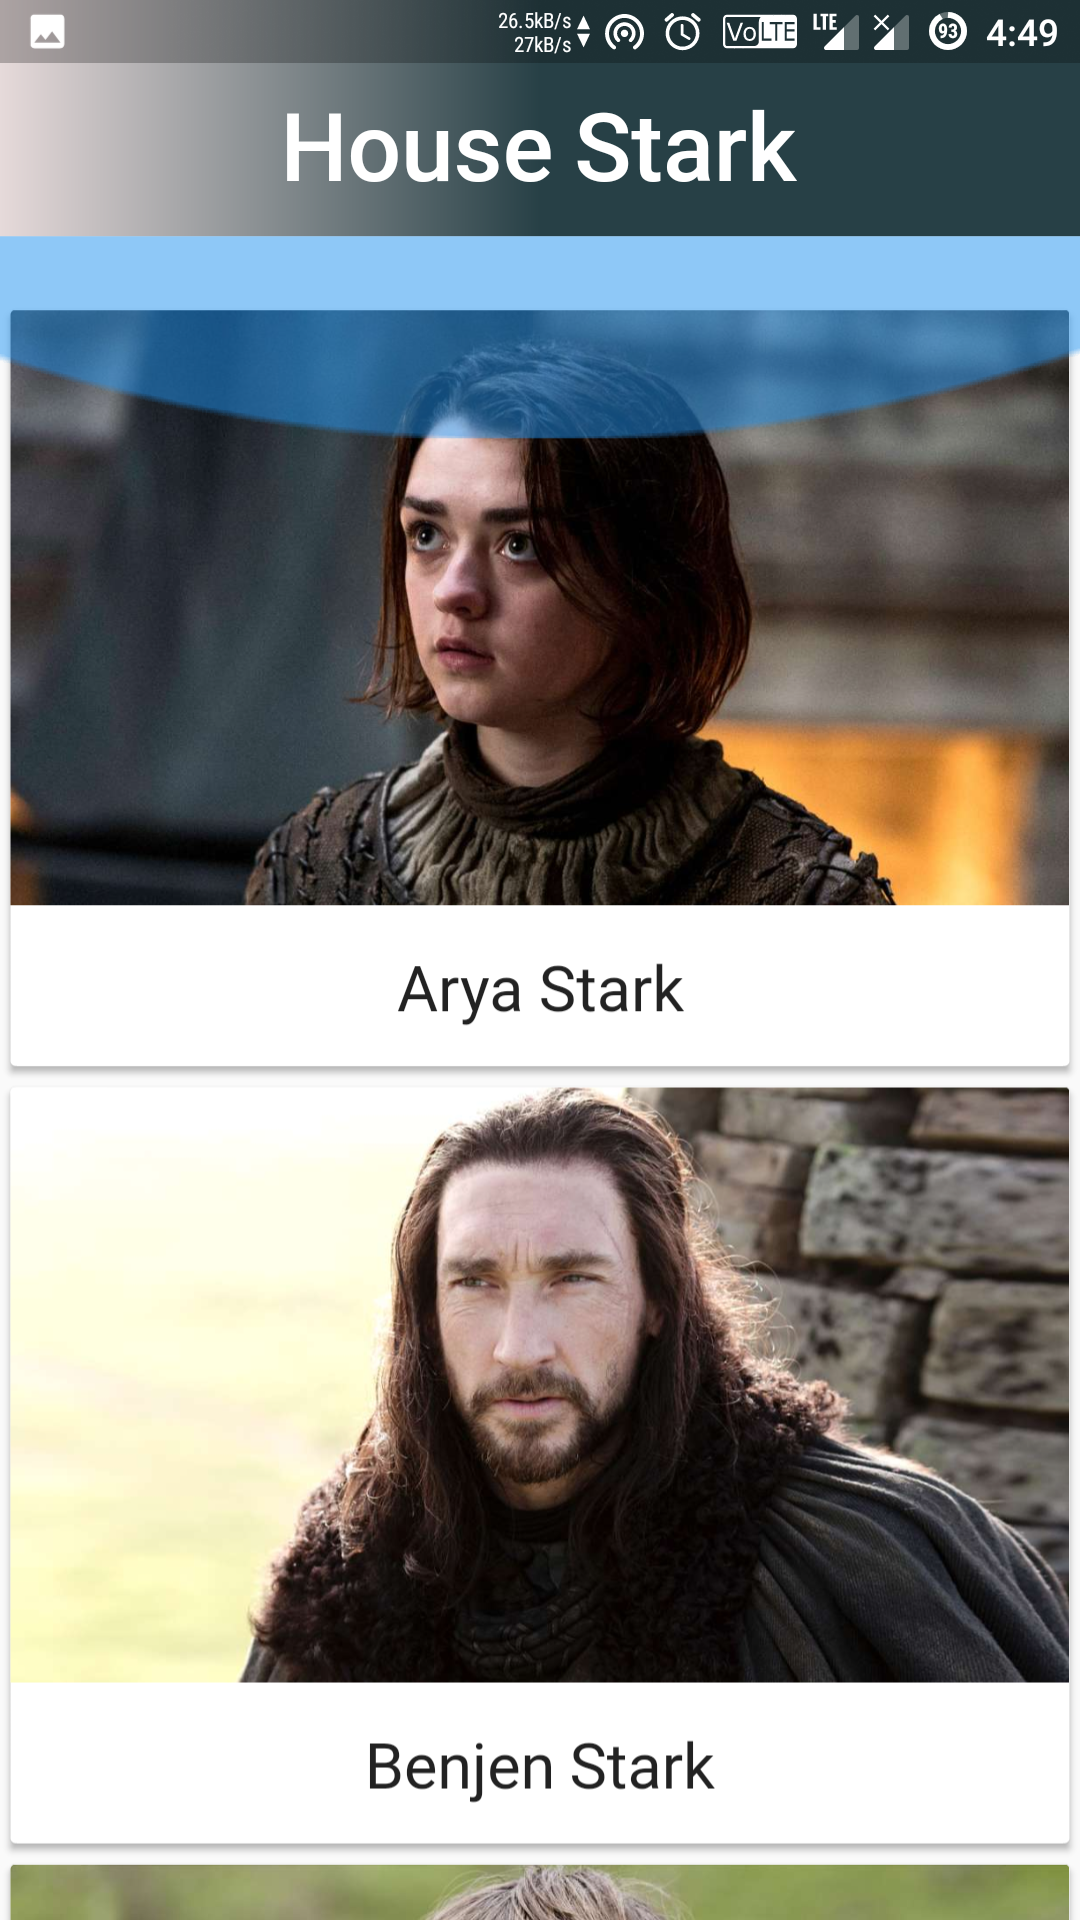 26.5kB/s
27kB/s
VoLTE
LTE
93
4:49
House Stark
Arya Stark
Benjen Stark